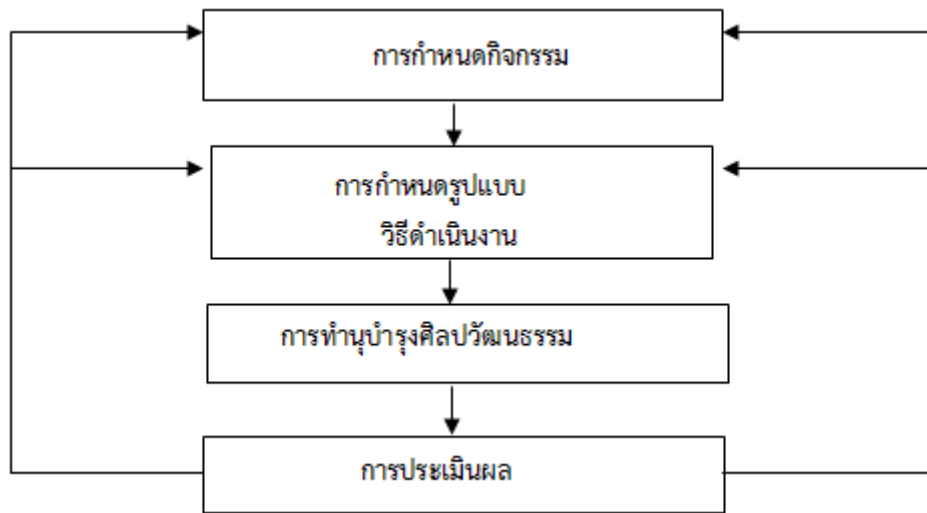 การกำหนดกิจกรรม
การกำหนดรูปแบบ
วิธีดำเนินงาน
การทำนุบำรุงศิลปวัฒนธรรม
การประเมินผล